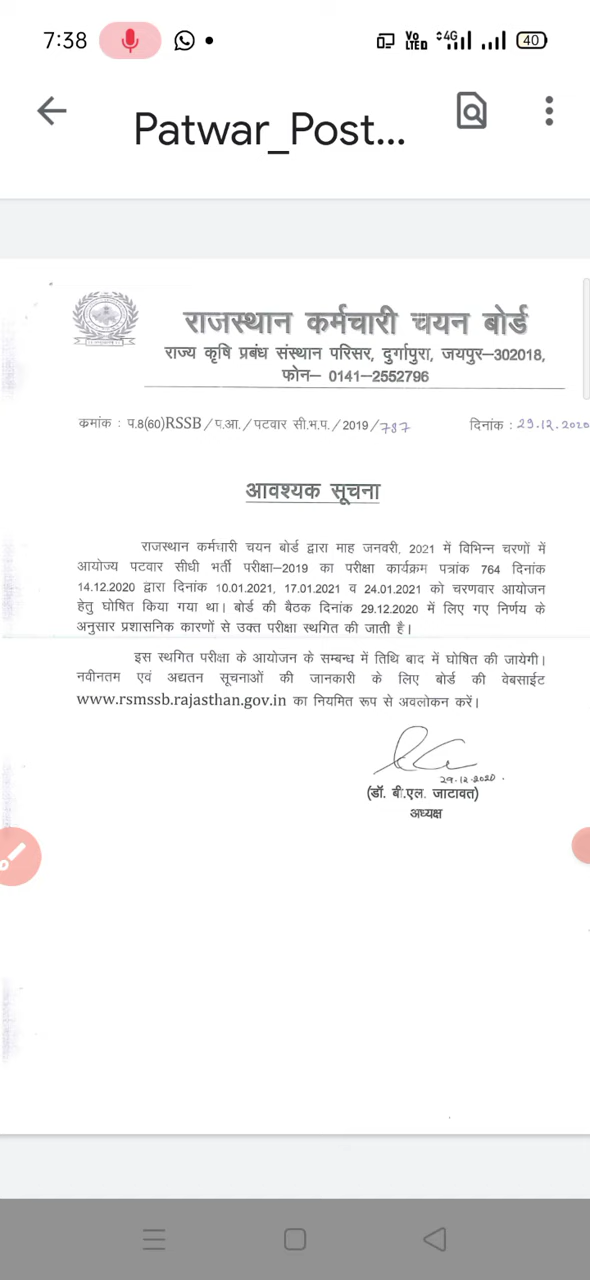 7:38
Vo LTED 4G 40
Patwar_Post...
राजस्थान कर्मचारी चयन बोर्ड
राज्य कृषि प्रबंध संस्थान परिसर, दुर्गापुरा, जयपुर–302018,
फोन– 0141–2552796
कमांक : प.8(60)RSSB/प.आ./पटवार सी.भ.प./2019/787 दिनांक : 29.12.2020
आवश्यक सूचना
राजस्थान कर्मचारी चयन बोर्ड द्वारा माह जनवरी, 2021 में विभिन्न चरणों में
आयोज्य पटवार सीधी भर्ती परीक्षा–2019 का परीक्षा कार्यक्रम पत्रांक 764 दिनांक
14.12.2020 द्वारा दिनांक 10.01.2021, 17.01.2021 व 24.01.2021 को चरणवार आयोजन
हेतु घोषित किया गया था। बोर्ड की बैठक दिनांक 29.12.2020 में लिए गए निर्णय के
अनुसार प्रशासनिक कारणों से उक्त परीक्षा स्थगित की जाती है।
इस स्थगित परीक्षा के आयोजन के सम्बन्ध में तिथि बाद में घोषित की जायेगी।
नवीनतम एवं अद्यतन सूचनाओं की जानकारी के लिए बोर्ड की वेबसाईट
www.rsmssb.rajasthan.gov.in का नियमित रूप से अवलोकन करें।
29.12.2020
(डॉ. बी.एल. जाटावत)
अध्यक्ष